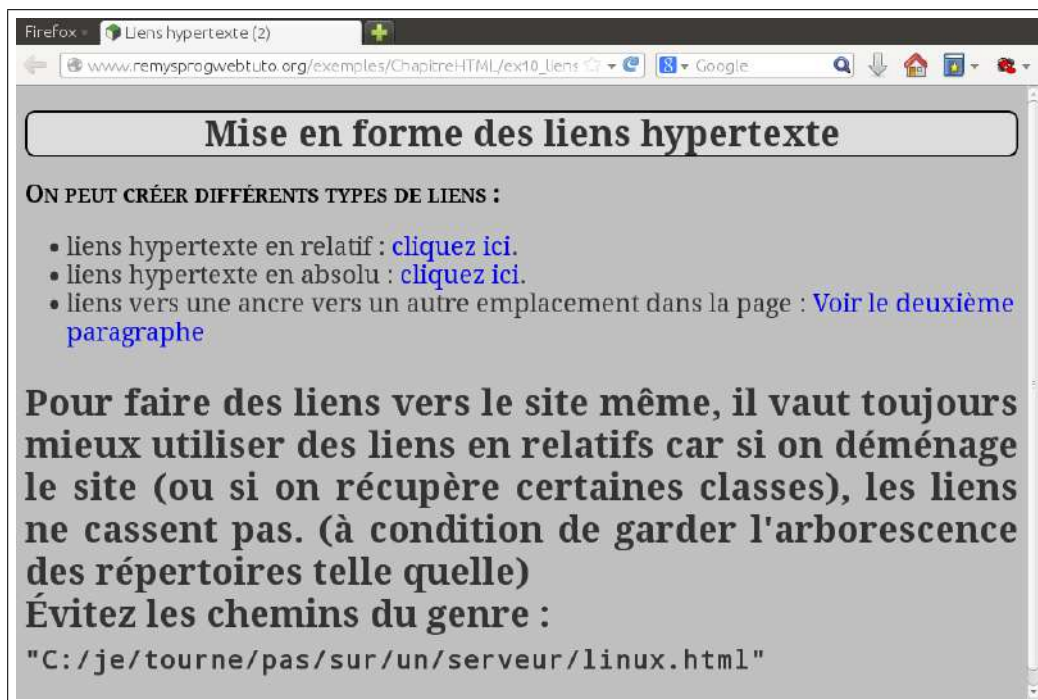 Firefox
Liens hypertexte (2)
www.remysprogwebtuto.org/exemples/ChapitreHTML/ex10_liens
Google
Mise en forme des liens hypertexte
On peut créer différents types de liens :
• liens hypertexte en relatif : cliquez ici.
• liens hypertexte en absolu : cliquez ici.
• liens vers une ancre vers un autre emplacement dans la page : Voir le deuxième
paragraphe
Pour faire des liens vers le site même, il vaut toujours
mieux utiliser des liens en relatifs car si on déménage
le site (ou si on récupère certaines classes), les liens
ne cassent pas. (à condition de garder l'arborescence
des répertoires telle quelle)
Évitez les chemins du genre :
"C:/je/tourne/pas/sur/un/serveur/linux.html"